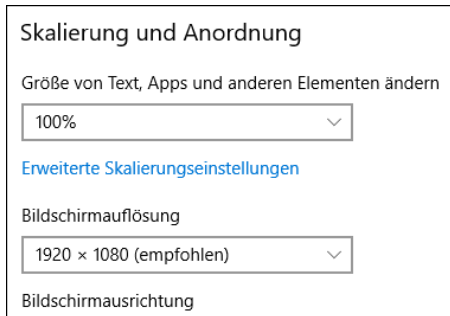 Skalierung und Anordnung
Größe von Text, Apps und anderen Elementen ändern
100%
Erweiterte Skalierungseinstellungen
Bildschirmauflösung
1920 × 1080 (empfohlen)
Bildschirmausrichtung